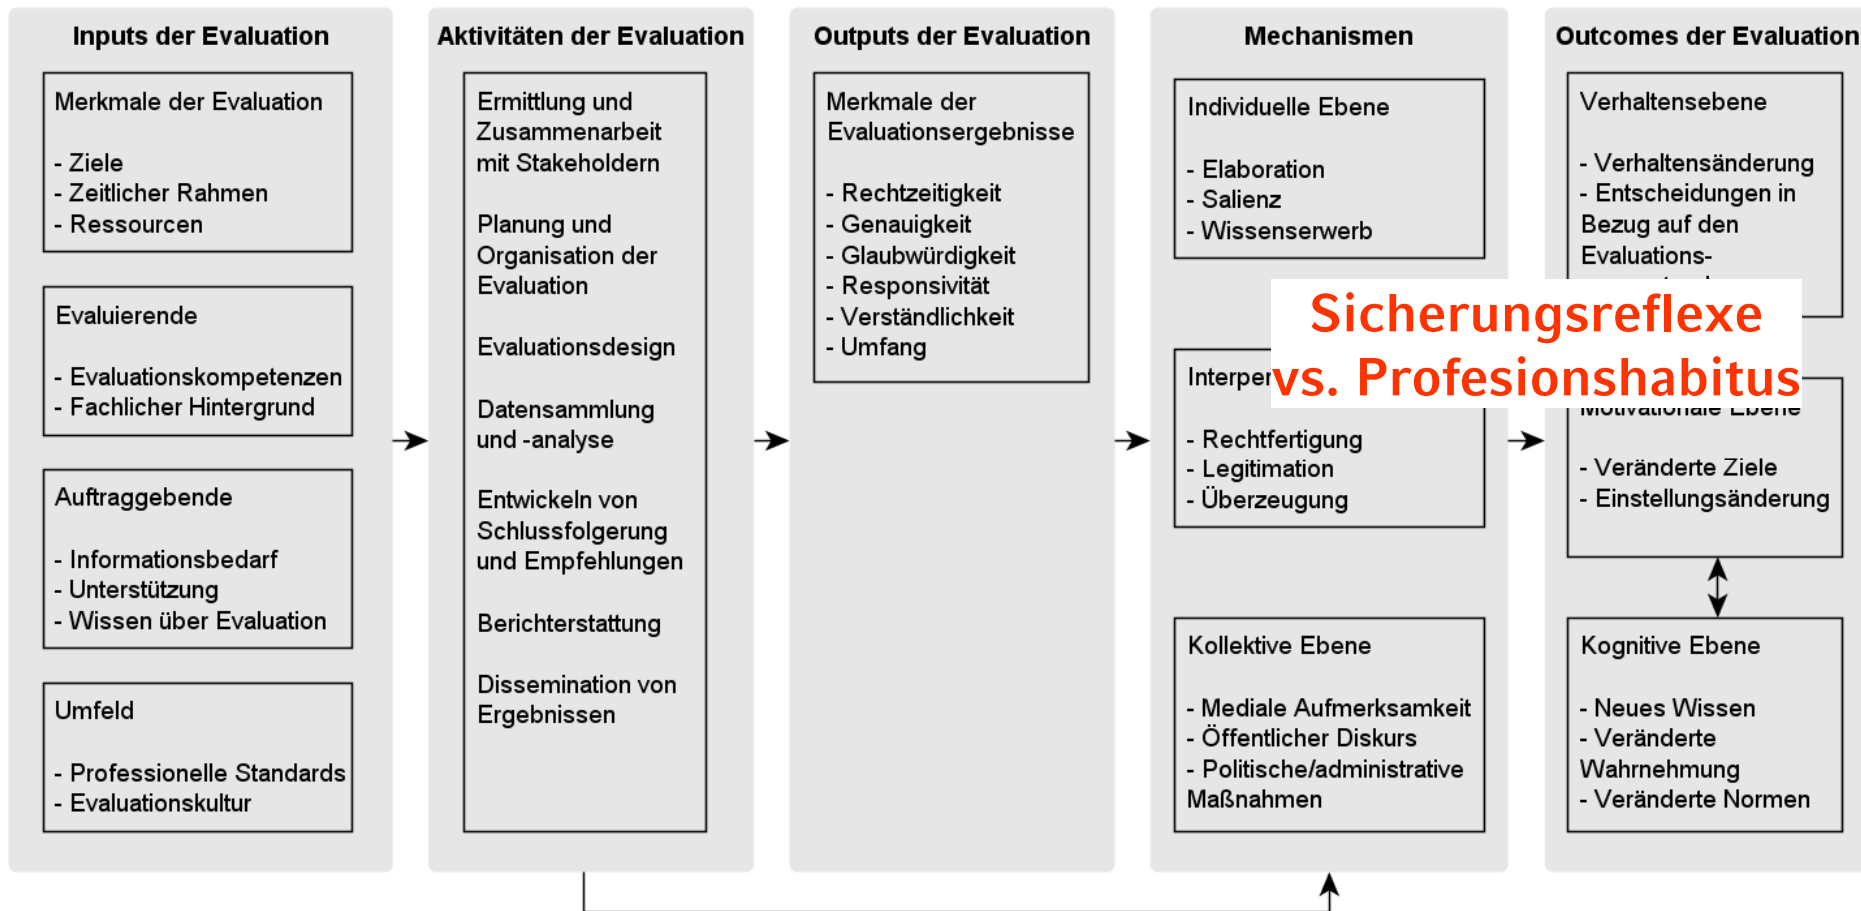 Inputs der Evaluation
Merkmale der Evaluation
- Ziele
- Zeitlicher Rahmen
- Ressourcen
Evaluierende
- Evaluationskompetenzen
- Fachlicher Hintergrund
Auftraggebende
- Informationsbedarf
- Unterstützung
- Wissen über Evaluation
Umfeld
- Professionelle Standards
- Evaluationskultur
Aktivitäten der Evaluation
Ermittlung und
Zusammenarbeit
mit Stakeholdern
Planung und
Organisation der
Evaluation
Evaluationsdesign
Datensammlung
und -analyse
Entwickeln von
Schlussfolgerung
und Empfehlungen
Berichterstattung
Dissemination von
Ergebnissen
Outputs der Evaluation
Merkmale der
Evaluationsergebnisse
- Rechtzeitigkeit
- Genauigkeit
- Glaubwürdigkeit
- Responsivität
- Verständlichkeit
- Umfang
Mechanismen
Individuelle Ebene
- Elaboration
- Salienz
- Wissenserwerb
Sicherungsreflexe
vs. Profesionshabitus
- Rechtfertigung
- Legitimation
- Überzeugung
Kollektive Ebene
- Mediale Aufmerksamkeit
- Öffentlicher Diskurs
- Politische/administrative
Maßnahmen
Outcomes der Evaluation
Verhaltensebene
- Verhaltensänderung
- Entscheidungen in
Bezug auf den
Evaluations-
Motivationale Ebene
- Veränderte Ziele
- Einstellungsänderung
Kognitive Ebene
- Neues Wissen
- Veränderte
Wahrnehmung
- Veränderte Normen